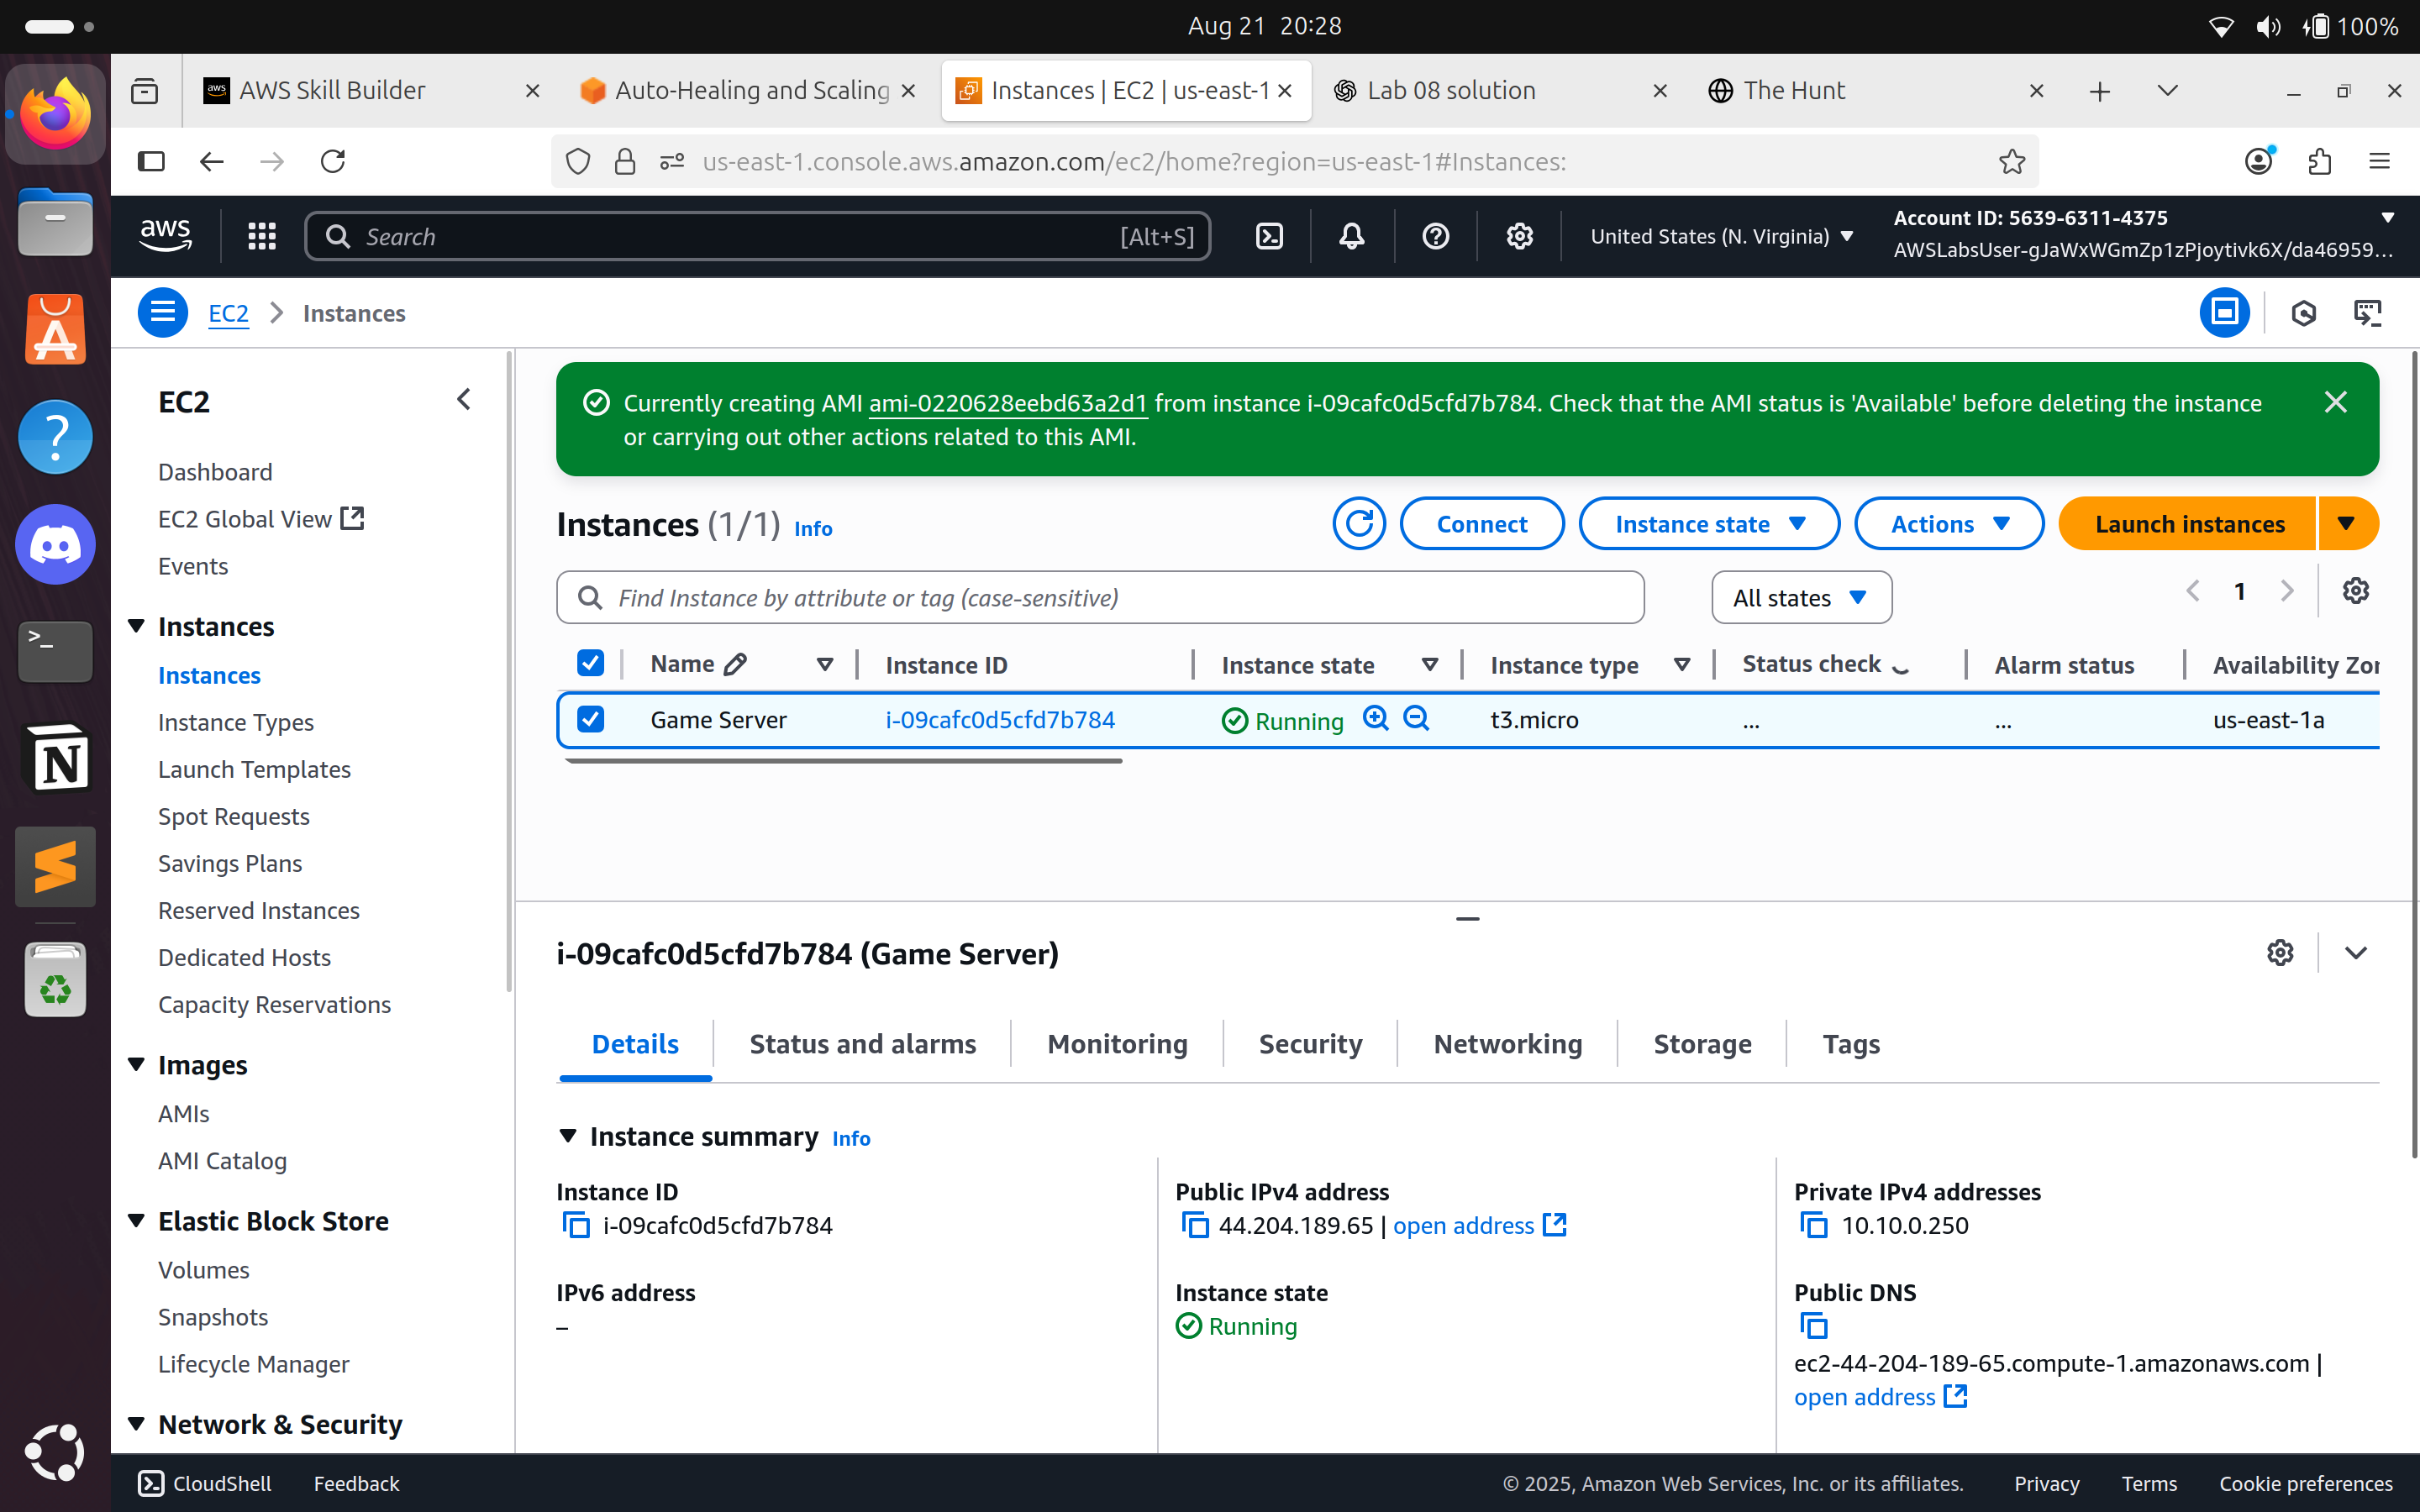 Aug 21 20:28
100%
AWS Skill Builder
Auto-Healing and Scaling
Instances | EC2 | us-east-1
Lab 08 solution
The Hunt
us-east-1.console.aws.amazon.com/ec2/home?region=us-east-1#Instances:
aws
Search
[Alt+S]
United States (N. Virginia)
Account ID: 5639-6311-4375
AWSLabsUser-gJaWxWGmZp1zPjoytivk6X/da46959...
EC2
Instances
EC2
Dashboard
EC2 Global View
Events
Instances
Instances
Instance Types
Launch Templates
Spot Requests
Savings Plans
Reserved Instances
Dedicated Hosts
Capacity Reservations
Images
AMIs
AMI Catalog
Elastic Block Store
Volumes
Snapshots
Lifecycle Manager
Network & Security
Currently creating AMI ami-0220628eebd63a2d1 from instance i-09cafc0d5cfd7b784. Check that the AMI status is 'Available' before deleting the instance
or carrying out other actions related to this AMI.
Instances (1/1) Info
Connect
Instance state
Actions
Launch instances
Find Instance by attribute or tag (case-sensitive)
All states
1
Name
Instance ID
Instance state
Instance type
Status check
Alarm status
Availability Zon
Game Server
i-09cafc0d5cfd7b784
Running
t3.micro
...
...
us-east-1a
i-09cafc0d5cfd7b784 (Game Server)
Details
Status and alarms
Monitoring
Security
Networking
Storage
Tags
Instance summary Info
Instance ID
i-09cafc0d5cfd7b784
Public IPv4 address
44.204.189.65 | open address
Private IPv4 addresses
10.10.0.250
IPv6 address
–
Instance state
Running
Public DNS
ec2-44-204-189-65.compute-1.amazonaws.com |
open address
CloudShell
Feedback
© 2025, Amazon Web Services, Inc. or its affiliates.
Privacy
Terms
Cookie preferences